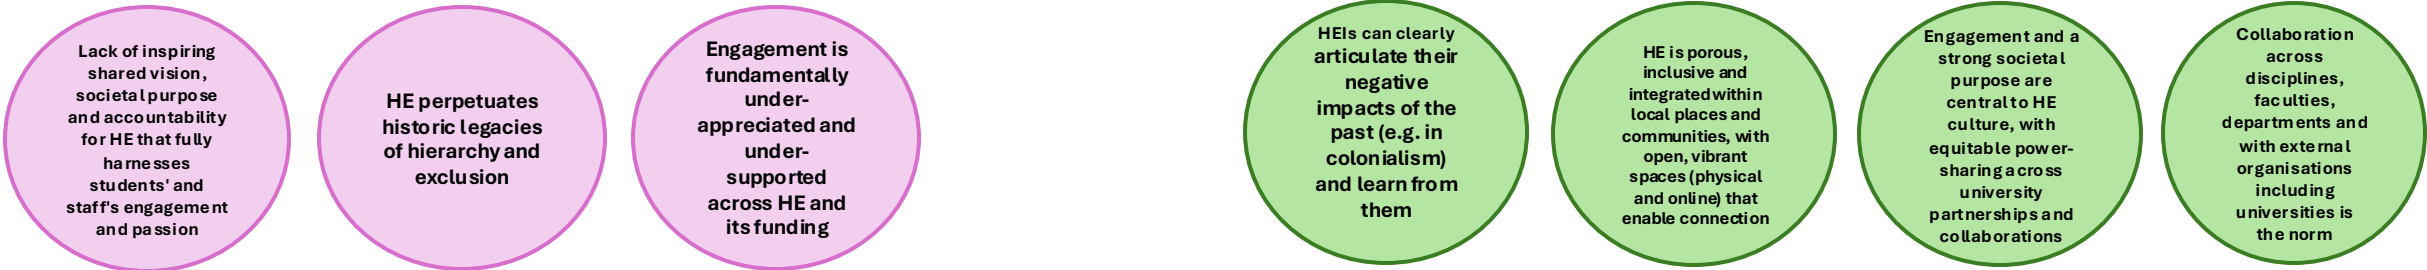 Lack of inspiring
shared vision,
societal purpose
and accountability
for HE that fully
harnesses
students' and
staff's engagement
and passion
HE perpetuates
historic legacies
of hierarchy and
exclusion
Engagement is
fundamentally
under-
appreciated and
under-
supported
across HE and
its funding
HEIs can clearly
articulate their
negative
impacts of the
past (e.g. in
colonialism)
and learn from
them
HE is porous,
inclusive and
integrated within
local places and
communities, with
open, vibrant
spaces (physical
and online) that
enable connection
Engagement and a
strong societal
purpose are
central to HE
culture, with
equitable power-
sharing across
university
partnerships and
collaborations
Collaboration
across
disciplines,
faculties,
departments and
with external
organisations
including
universities is
the norm